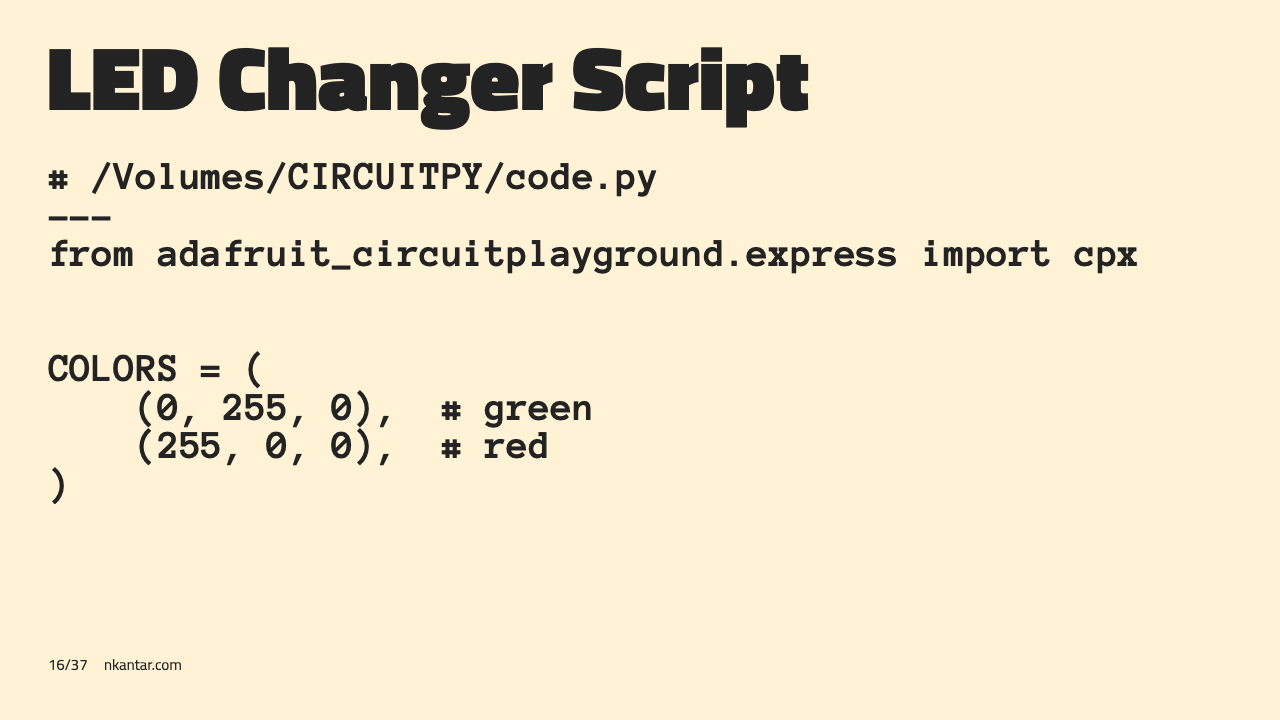 LED Changer Script
# /Volumes/CIRCUITPY/code.py
---
from adafruit_circuitplayground.express import cpx
COLORS = (
    (0, 255, 0),  # green
    (255, 0, 0),  # red
)
16/37 nkantar.com